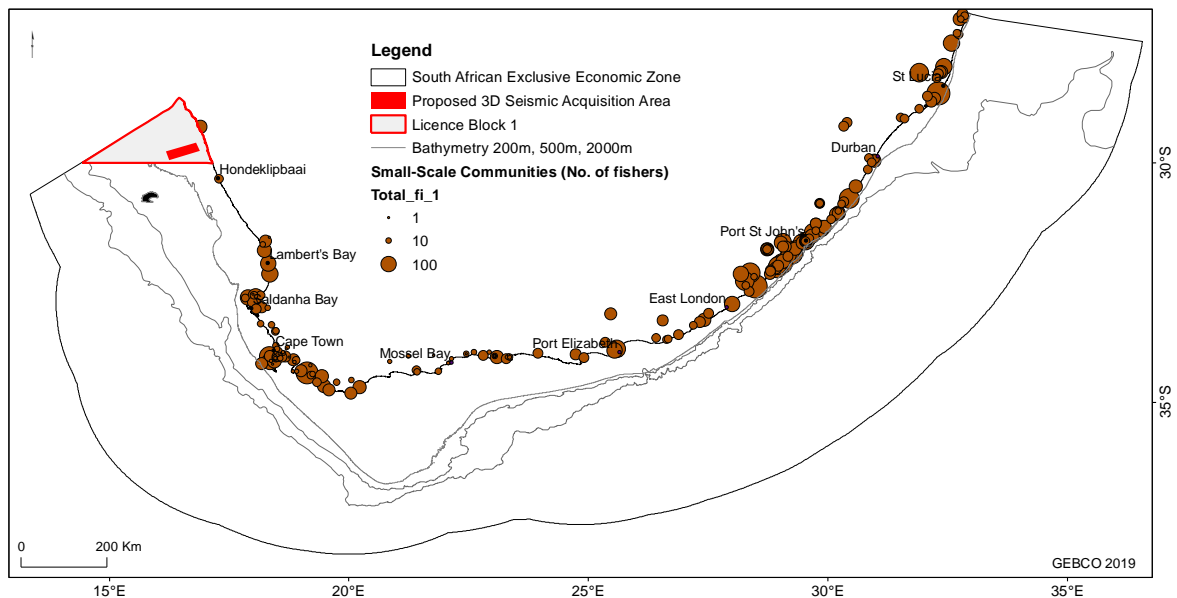 Legend
South African Exclusive Economic Zone
Proposed 3D Seismic Acquisition Area
Licence Block 1
Bathymetry 200m, 500m, 2000m
Small-Scale Communities (No. of fishers)
Total_fi_1
1
10
100
St Lucia
Durban
30°S
Hondeklipbaai
Port St John's
Lambert's Bay
Saldanha Bay
East London
Cape Town
Mossel Bay
Port Elizabeth
35°S
0 200 Km
GEBCO 2019
15°E 20°E 25°E 30°E 35°E